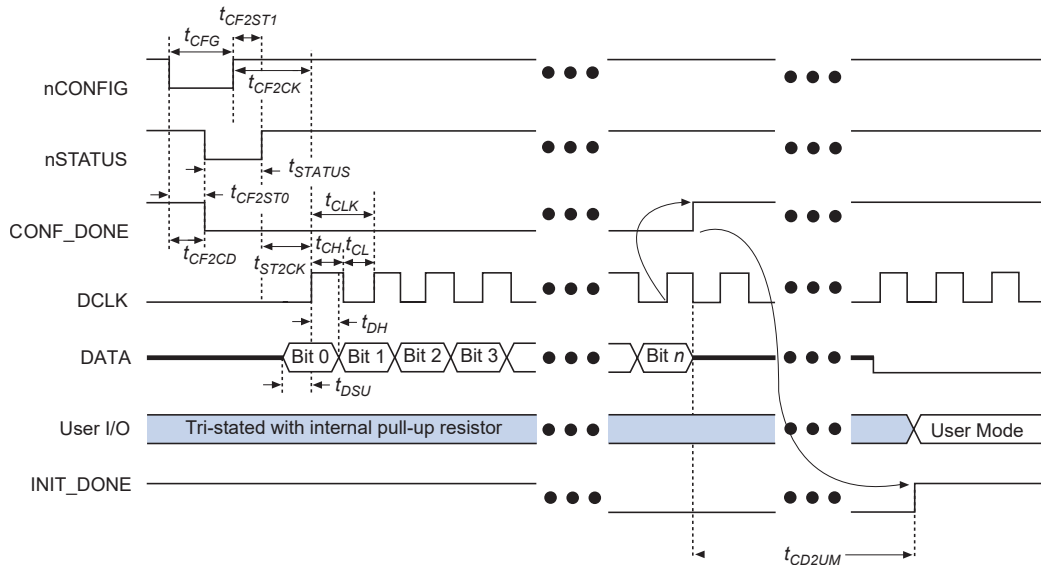 tCF2ST1
tCFG
nCONFIG
tCF2CK
nSTATUS
tSTATUS
tCF2ST0
tCLK
CONF_DONE
tCF2CD
tST2CK
tCH
tCL
DCLK
tDH
DATA
Bit 0 Bit 1 Bit 2 Bit 3 Bit n
tDSU
User I/O Tri-stated with internal pull-up resistor User Mode
INIT_DONE
tCD2UM